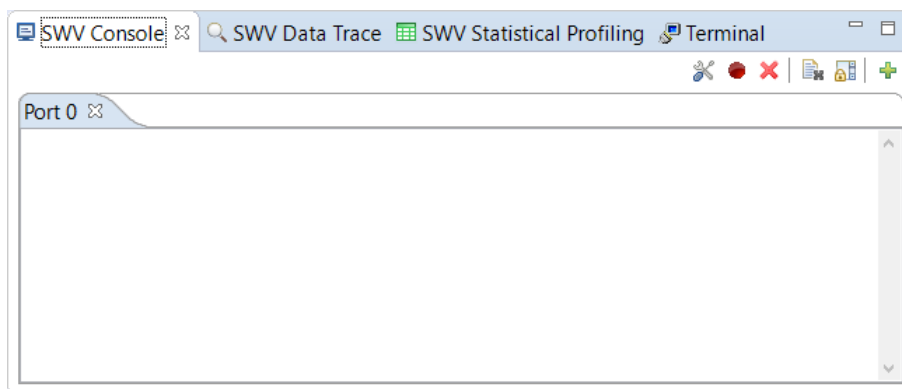 SWV Console SWV Data Trace SWV Statistical Profiling Terminal
Port 0